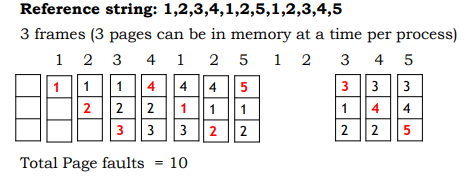 Reference string: 1,2,3,4,1,2,5,1,2,3,4,5
3 frames (3 pages can be in memory at a time per process)
1 2 3 4 1 2 5 1 2 3 4 5
1 1 1 4 4 4 5 3 3 3
2 2 2 1 1 1 1 4 4
3 3 3 2 2 2 2 5
Total Page faults = 10